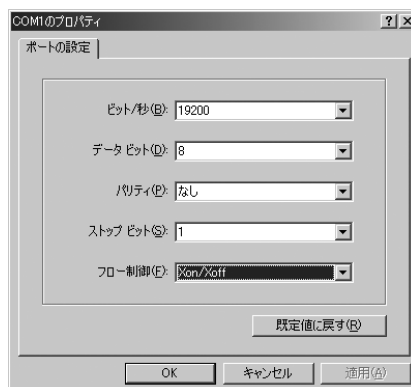 COM1のプロパティ
ポートの設定
ビット/秒(B): 19200
データ ビット(D): 8
パリティ(P): なし
ストップ ビット(S): 1
フロー制御(F): Xon/Xoff
既定値に戻す(R)
OK キャンセル 適用(A)